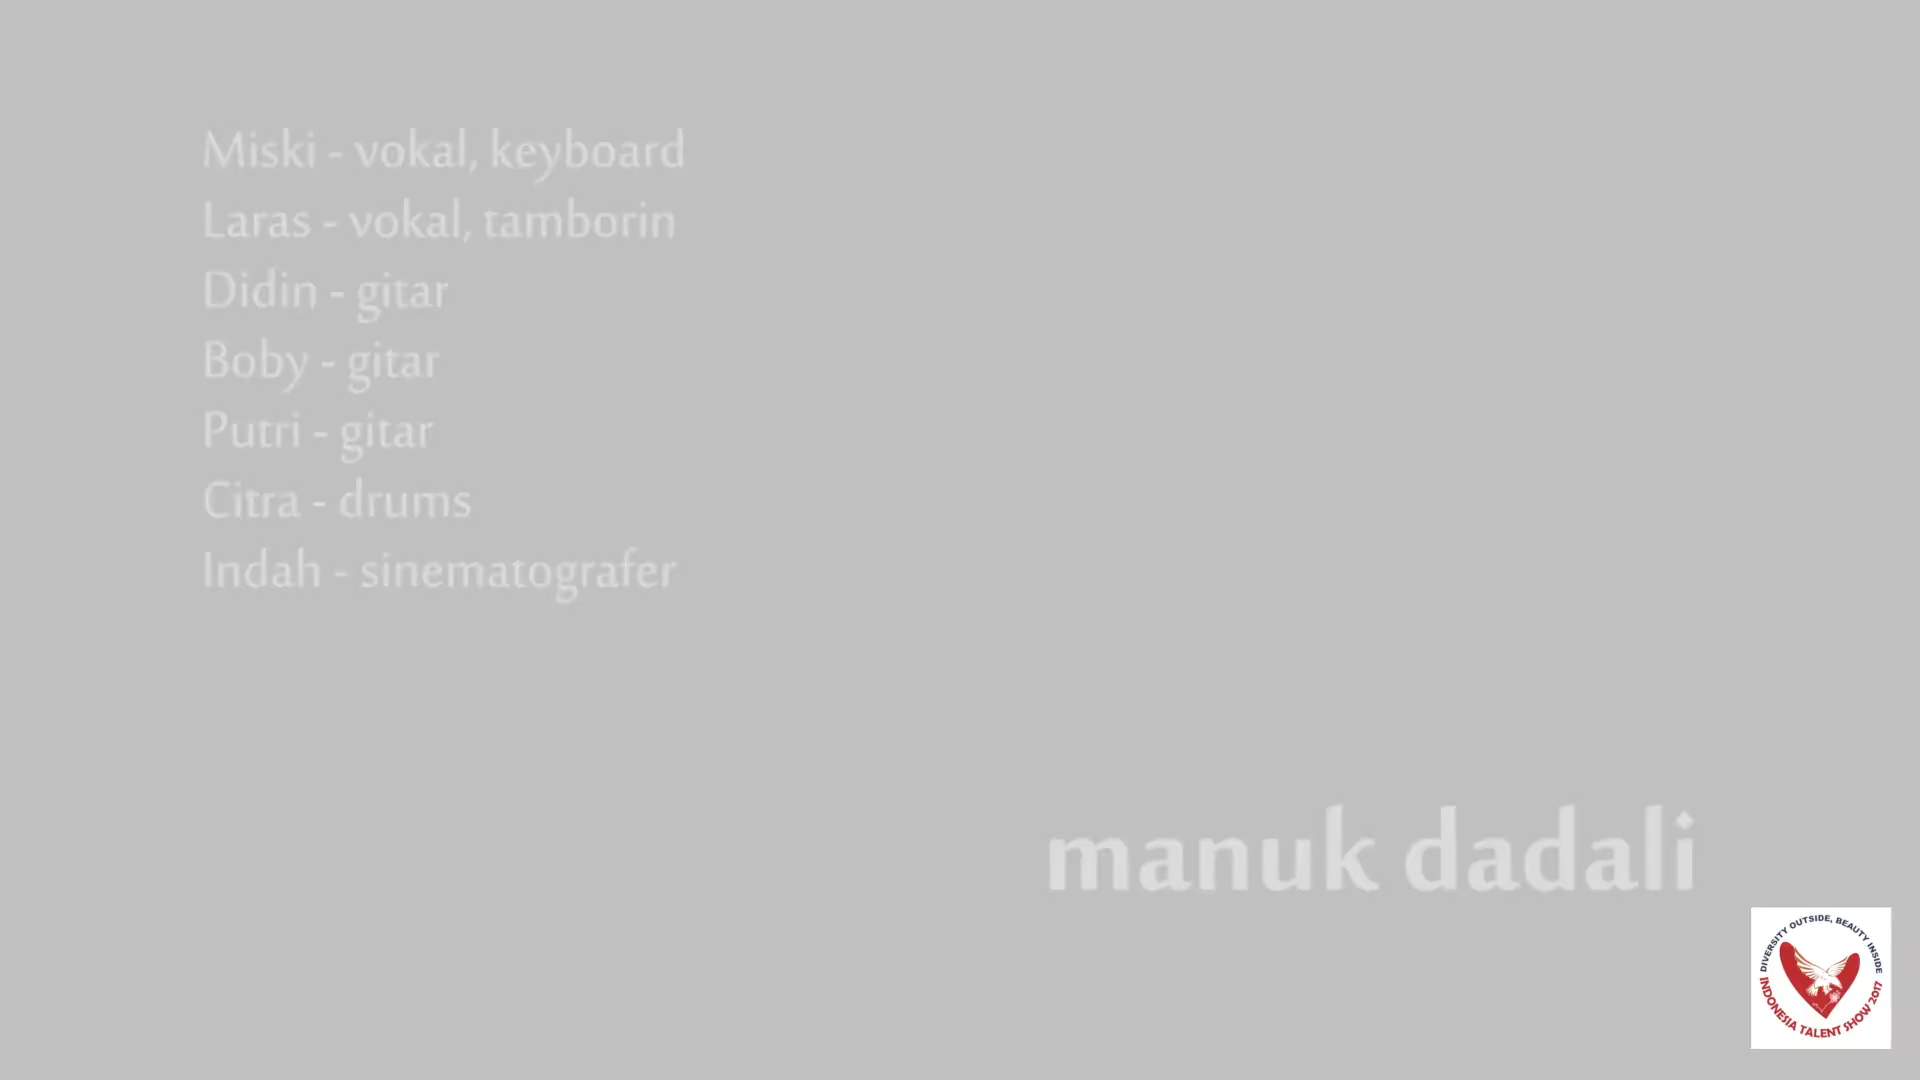 Miski - vokal, keyboard
Laras - vokal, tamborin
Didin - gitar
Boby - gitar
Putri - gitar
Citra - drums
Indah - sinematografer
manuk dadali
DIVERSITY OUTSIDE, BEAUTY INSIDE
INDONESIA TALENT SHOW 2017